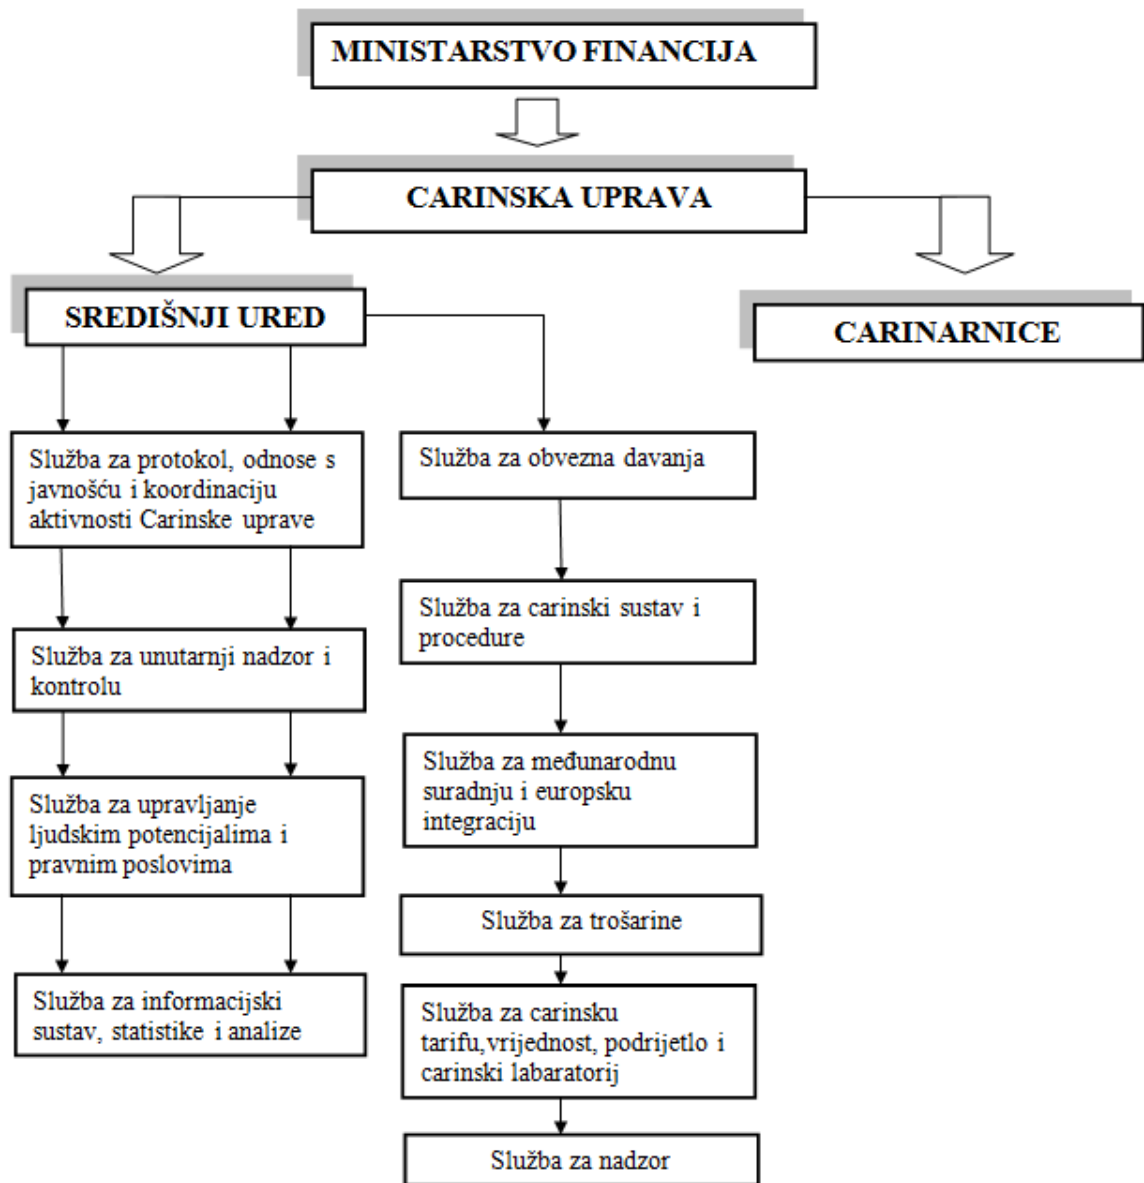 MINISTARSTVO FINANCIJA
CARINSKA UPRAVA
SREDIŠNJI URED
CARINARNICE
Služba za protokol, odnose s
javnošću i koordinaciju
aktivnosti Carinske uprave
Služba za unutarnji nadzor i
kontrolu
Služba za upravljanje
ljudskim potencijalima i
pravnim poslovima
Služba za informacijski
sustav, statistike i analize
Služba za obvezna davanja
Služba za carinski sustav i
procedure
Služba za međunarodnu
suradnju i europsku
integraciju
Služba za trošarine
Služba za carinsku
tarifu,vrijednost, podrijetlo i
carinski labaratorij
Služba za nadzor